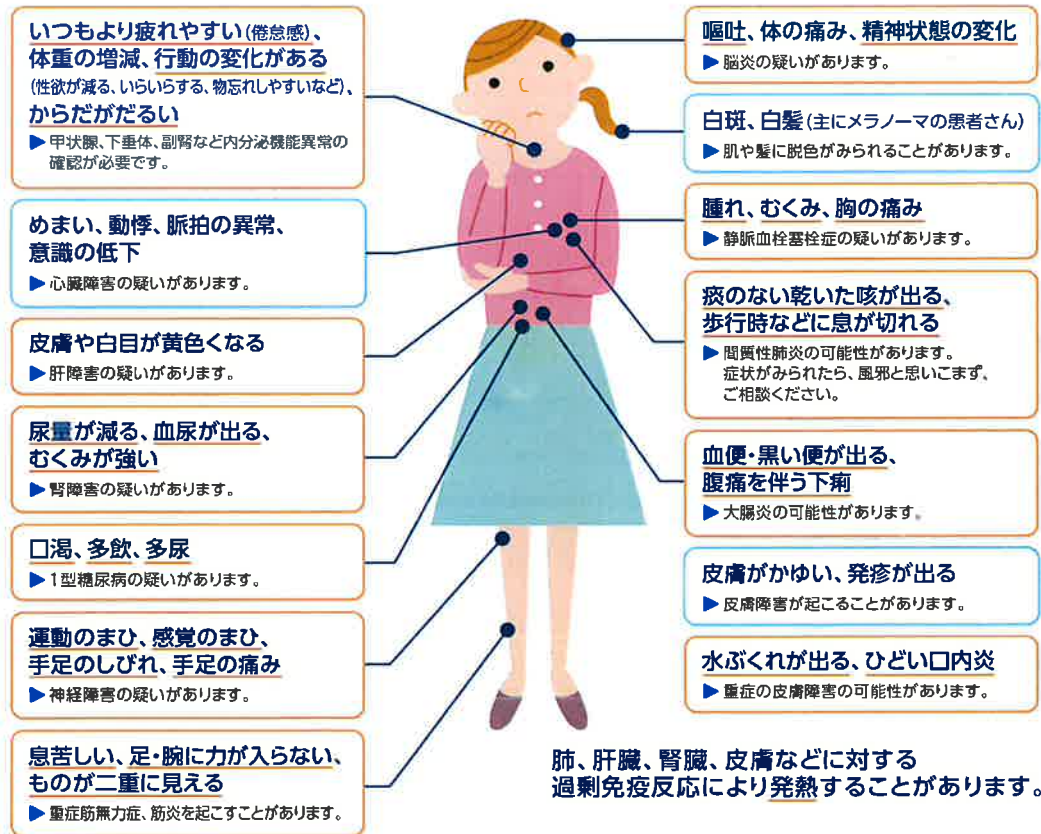 いつもより疲れやすい(倦怠感)、
体重の増減、行動の変化がある
(性欲が減る、いらいらする、物忘れしやすいなど)、
からだがだるい
▶甲状腺、下垂体、副腎など内分泌機能異常の
確認が必要です。
めまい、動悸、脈拍の異常、
意識の低下
▶心臓障害の疑いがあります。
皮膚や白目が黄色くなる
▶肝障害の疑いがあります。
尿量が減る、血尿が出る、
むくみが強い
▶腎障害の疑いがあります。
口渇、多飲、多尿
▶1型糖尿病の疑いがあります。
運動のまひ、感覚のまひ、
手足のしびれ、手足の痛み
▶神経障害の疑いがあります。
息苦しい、足・腕に力が入らない、
ものが二重に見える
▶重症筋無力症、筋炎を起こすことがあります。
嘔吐、体の痛み、精神状態の変化
▶脳炎の疑いがあります。
白斑、白髪(主にメラノーマの患者さん)
▶肌や髪に脱色がみられることがあります。
腫れ、むくみ、胸の痛み
▶静脈血栓塞栓症の疑いがあります。
痰のない乾いた咳が出る、
歩行時などに息が切れる
▶間質性肺炎の可能性があります。
症状がみられたら、風邪と思いこまず、
ご相談ください。
血便・黒い便が出る、
腹痛を伴う下痢
▶大腸炎の可能性があります。
皮膚がかゆい、発疹が出る
▶皮膚障害が起こることがあります。
水ぶくれが出る、ひどい口内炎
▶重症の皮膚障害の可能性があります。
肺、肝臓、腎臓、皮膚などに対する
過剰免疫反応により発熱することがあります。